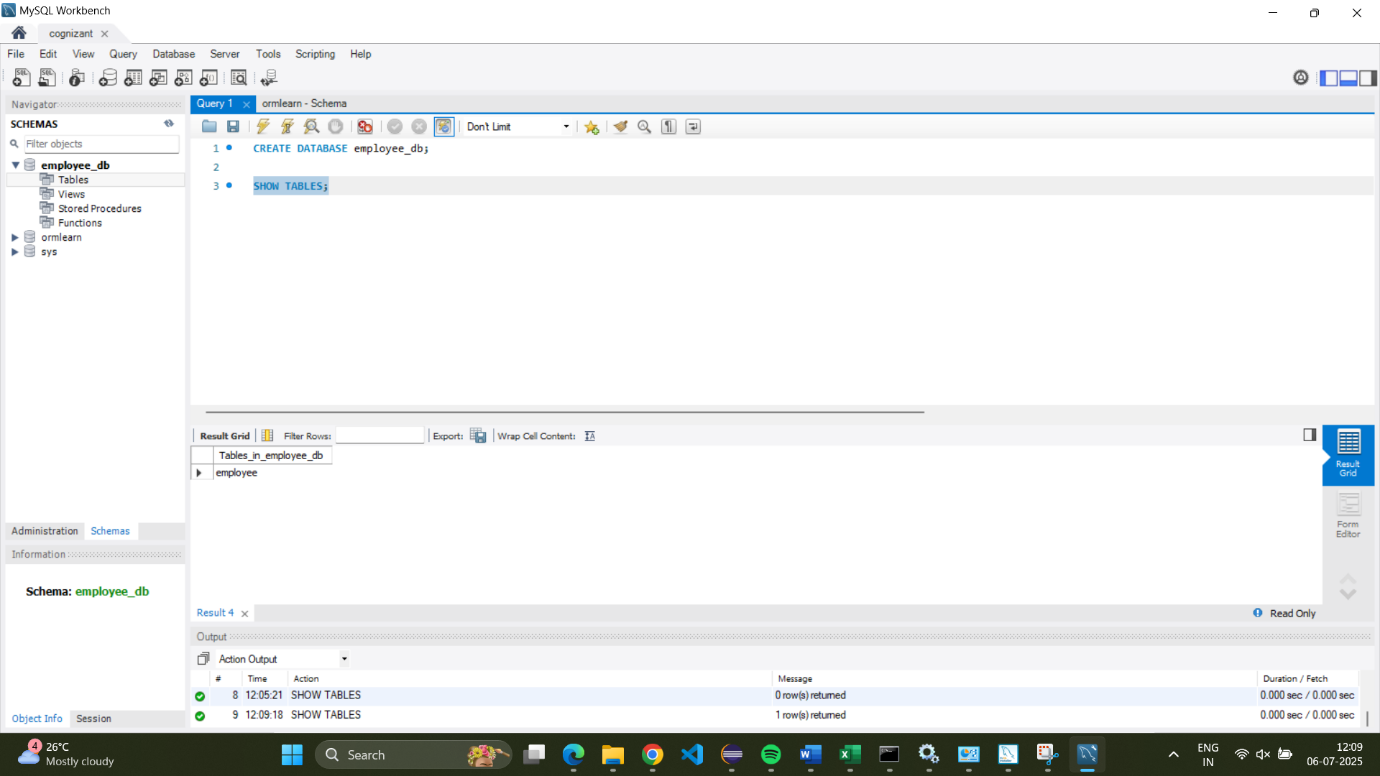 MySQL Workbench
cognizant
File Edit View Query Database Server Tools Scripting Help
Navigator
SCHEMAS
Filter objects
employee_db
Tables
Views
Stored Procedures
Functions
ormlearn
sys
Administration Schemas
Information
Schema: employee_db
Object Info Session
Query 1 ormlearn - Schema
Don't Limit
1 CREATE DATABASE employee_db;
2
3 SHOW TABLES;
Result Grid Filter Rows: Export: Wrap Cell Content:
Tables_in_employee_db
employee
Result Grid
Form Editor
Result 4
Read Only
Output
Action Output
# Time Action Message Duration / Fetch
8 12:05:21 SHOW TABLES 0 row(s) returned 0.000 sec / 0.000 sec
9 12:09:18 SHOW TABLES 1 row(s) returned 0.000 sec / 0.000 sec
4
26°C
Mostly cloudy
Search
ENG
IN
12:09
06-07-2025